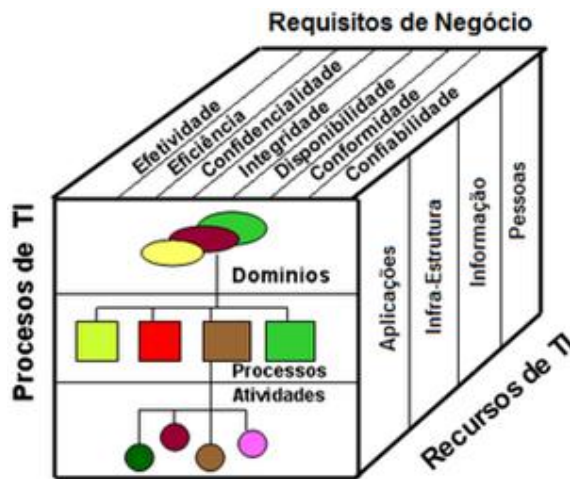 Requisitos de Negócio
Efetividade
Eficiência
Confidencialidade
Integridade
Disponibilidade
Conformidade
Confiabilidade
Procesos de TI
Domínios
Processos
Atividades
Aplicações
Infra-Estrutura
Informação
Pessoas
Recursos de TI